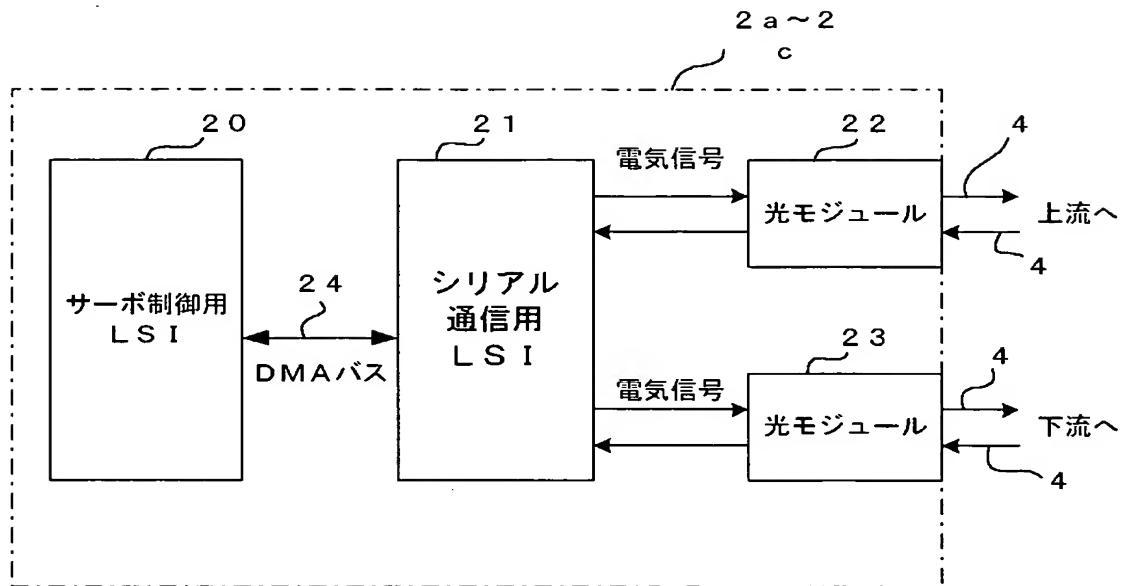 2a～2
c
20
21
22
4
電気信号
光モジュール
上流へ
4
サーボ制御用
LSI
24
DMAバス
シリアル
通信用
LSI
23
4
電気信号
光モジュール
下流へ
4